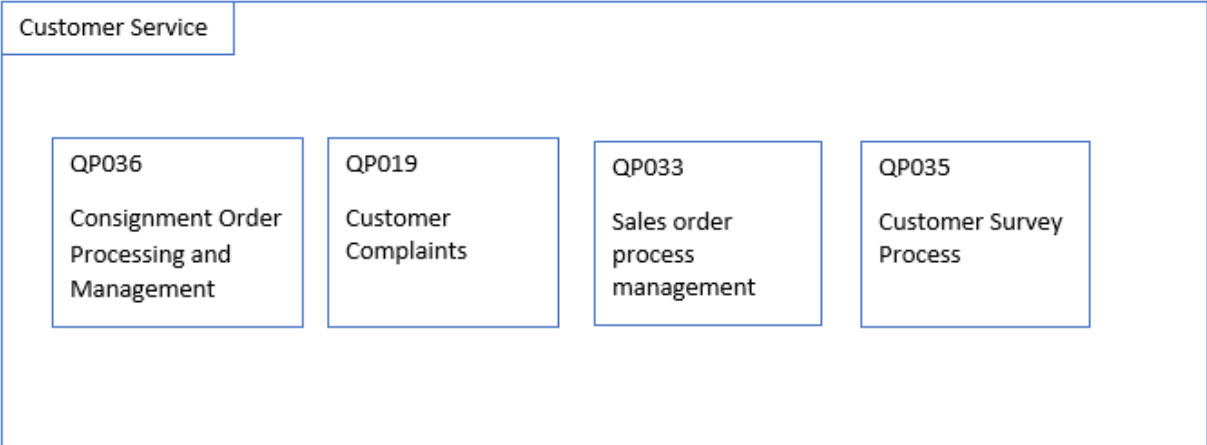 Customer Service
QP036
Consignment Order
Processing and
Management
QP019
Customer
Complaints
QP033
Sales order
process
management
QP035
Customer Survey
Process